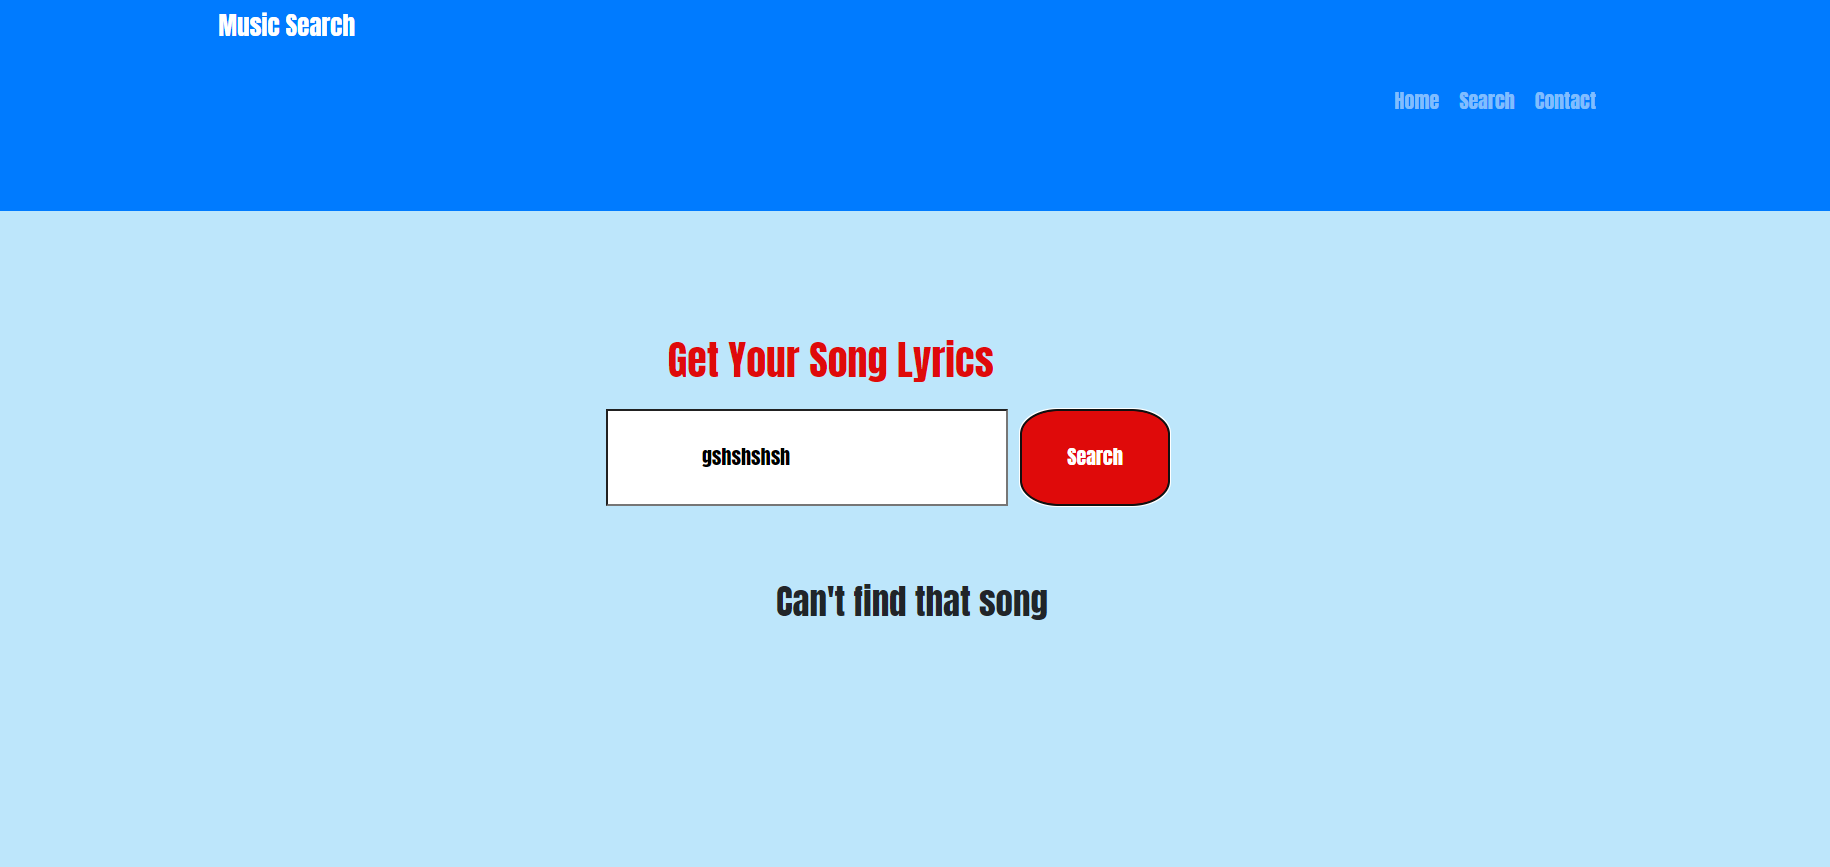 Music Search
Home Search Contact
Get Your Song Lyrics
gshshshsh
Search
Can't find that song